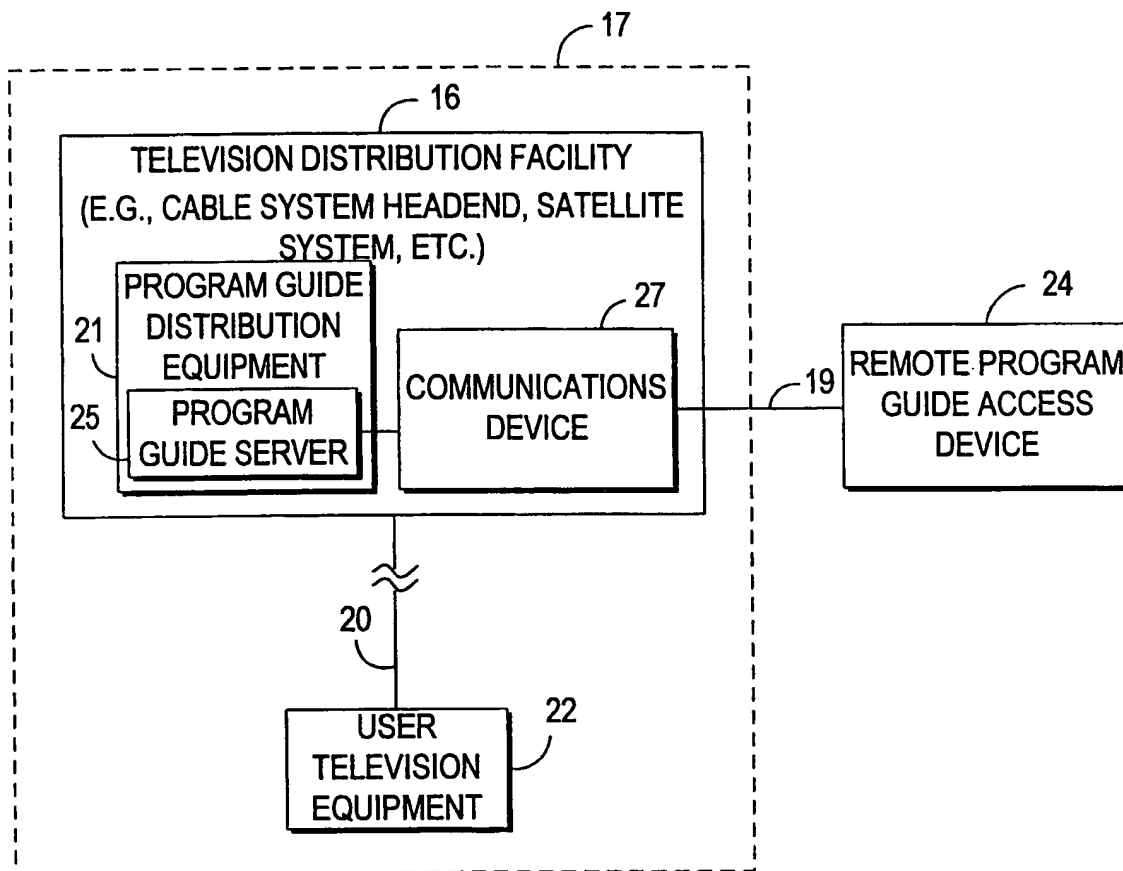 17
16
TELEVISION DISTRIBUTION FACILITY
(E.G., CABLE SYSTEM HEADEND, SATELLITE
SYSTEM, ETC.)
PROGRAM GUIDE
DISTRIBUTION
EQUIPMENT
21
PROGRAM
GUIDE SERVER
25
27
COMMUNICATIONS
DEVICE
19
24
REMOTE PROGRAM
GUIDE ACCESS
DEVICE
20
22
USER
TELEVISION
EQUIPMENT